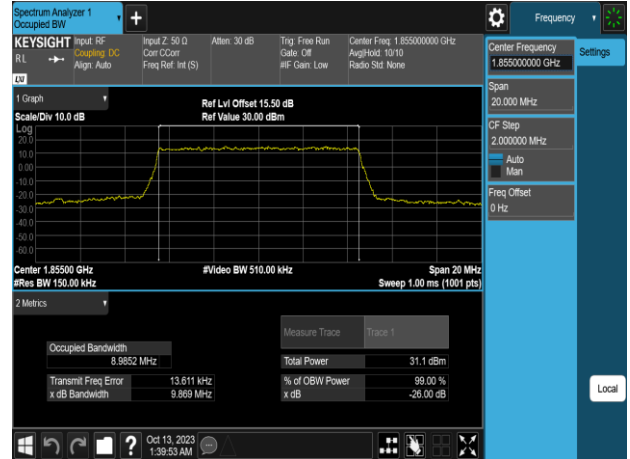 Spectrum Analyzer 1
Occupied BW
Frequency
KEYSIGHT
RL
LXI
Input: RF
Coupling: DC
Align: Auto
Input Z: 50 Ω
Corr CCorr
Freq Ref: Int (S)
Atten: 30 dB
Trig: Free Run
Gate: Off
#IF Gain: Low
Center Freq: 1.855000000 GHz
Avg|Hold: 10/10
Radio Std: None
Center Frequency
1.855000000 GHz
Settings
Span
20.000 MHz
CF Step
2.000000 MHz
Auto
Man
Freq Offset
0 Hz
1 Graph
Ref Lvl Offset 15.50 dB
Scale/Div 10.0 dB
Ref Value 30.00 dBm
Log
20.0
10.0
0.00
-10.0
-20.0
-30.0
-40.0
-50.0
-60.0
Center 1.85500 GHz
#Video BW 510.00 kHz
Span 20 MHz
#Res BW 150.00 kHz
Sweep 1.00 ms (1001 pts)
2 Metrics
Measure Trace
Trace 1
Occupied Bandwidth
8.9852 MHz
Total Power
31.1 dBm
Transmit Freq Error
13.611 kHz
% of OBW Power
99.00 %
x dB Bandwidth
9.869 MHz
x dB
-26.00 dB
Local
?
Oct 13, 2023
1:39:53 AM